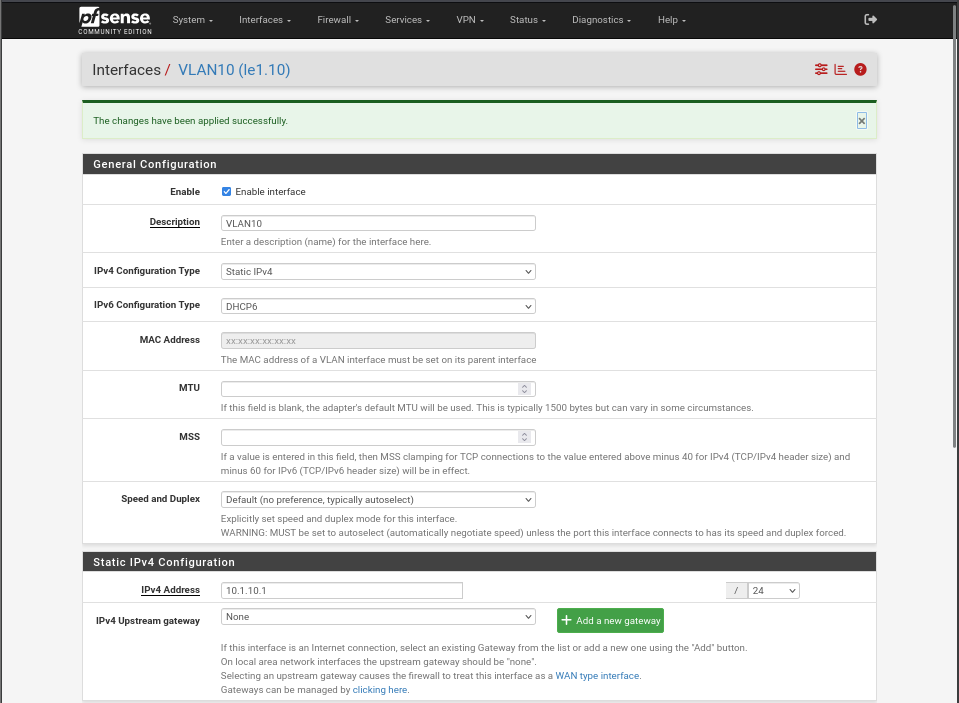 pfsense
COMMUNITY EDITION
System Interfaces Firewall Services VPN Status Diagnostics Help
Interfaces / VLAN10 (le1.10)
The changes have been applied successfully.
×
General Configuration
Enable Enable interface
Description VLAN10
Enter a description (name) for the interface here.
IPv4 Configuration Type Static IPv4
IPv6 Configuration Type DHCP6
MAC Address xx:xx:xx:xx:xx:xx
The MAC address of a VLAN interface must be set on its parent interface
MTU
If this field is blank, the adapter's default MTU will be used. This is typically 1500 bytes but can vary in some circumstances.
MSS
If a value is entered in this field, then MSS clamping for TCP connections to the value entered above minus 40 for IPv4 (TCP/IPv4 header size) and
minus 60 for IPv6 (TCP/IPv6 header size) will be in effect.
Speed and Duplex Default (no preference, typically autoselect)
Explicitly set speed and duplex mode for this interface.
WARNING: MUST be set to autoselect (automatically negotiate speed) unless the port this interface connects to has its speed and duplex forced.
Static IPv4 Configuration
IPv4 Address 10.1.10.1 / 24
IPv4 Upstream gateway None + Add a new gateway
If this interface is an Internet connection, select an existing Gateway from the list or add a new one using the "Add" button.
On local area network interfaces the upstream gateway should be "none".
Selecting an upstream gateway causes the firewall to treat this interface as a WAN type interface.
Gateways can be managed by clicking here.